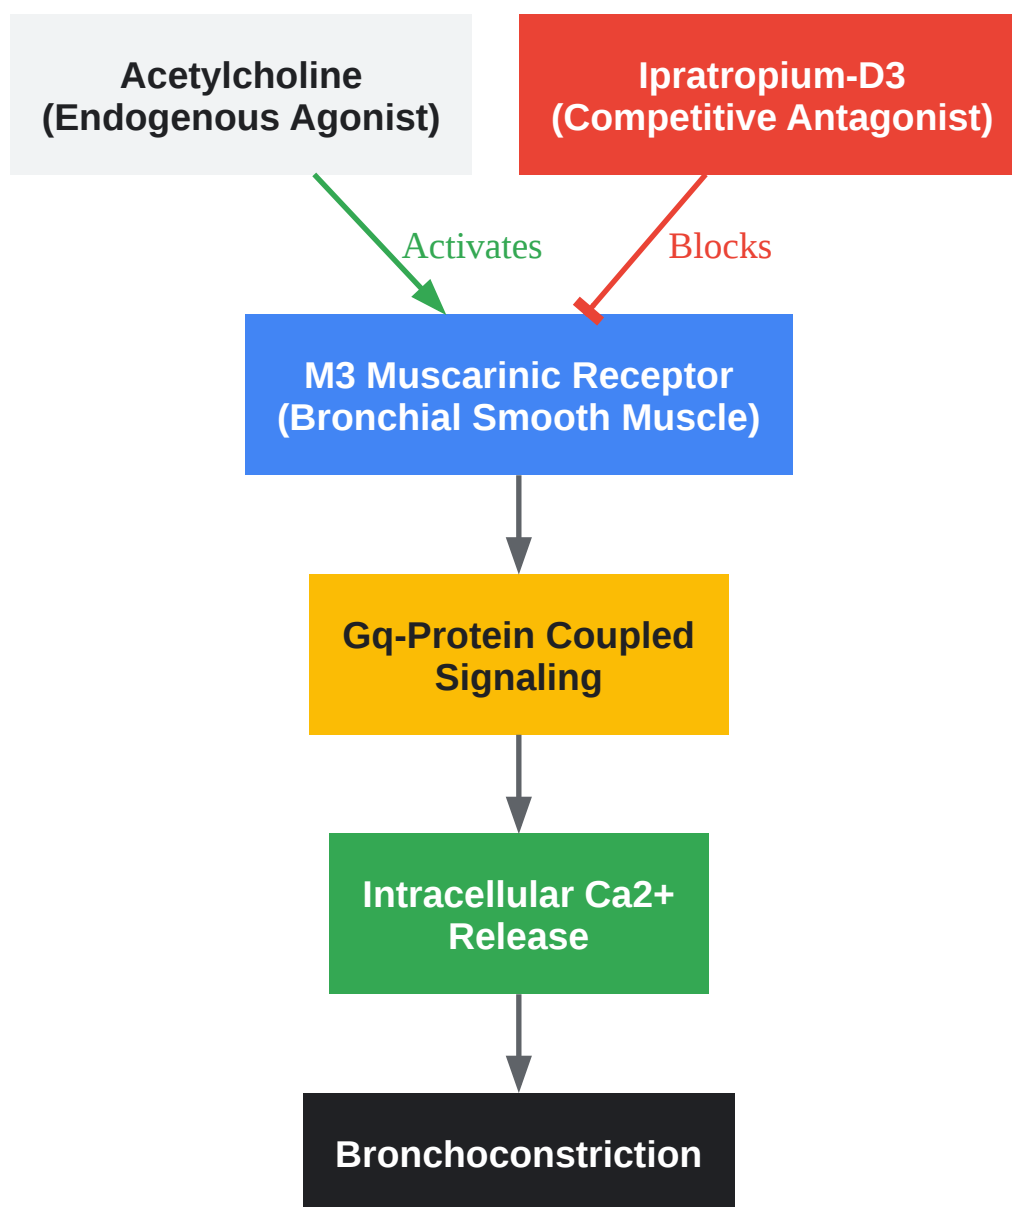 Acetylcholine
(Endogenous Agonist)
Ipratropium-D3
(Competitive Antagonist)
Activates
Blocks
M3 Muscarinic Receptor
(Bronchial Smooth Muscle)
Gq-Protein Coupled
Signaling
Intracellular Ca2+
Release
Bronchoconstriction